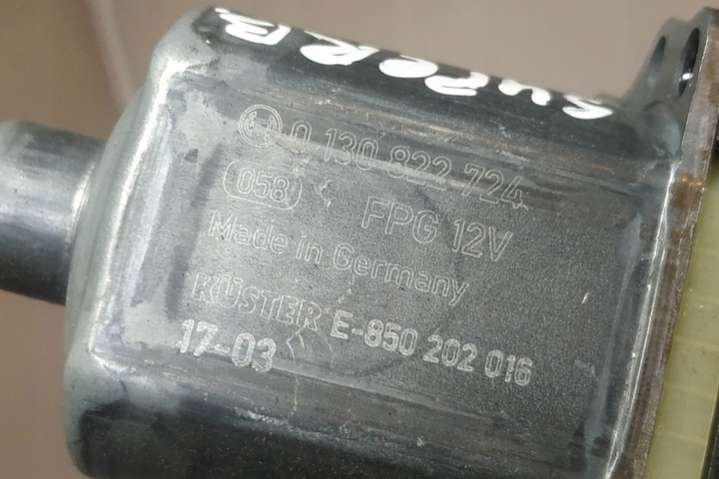 SUPERB
0 130 822 724
058 FPG 12V
Made in Germany
KÜSTER E-850 202 016
17-03